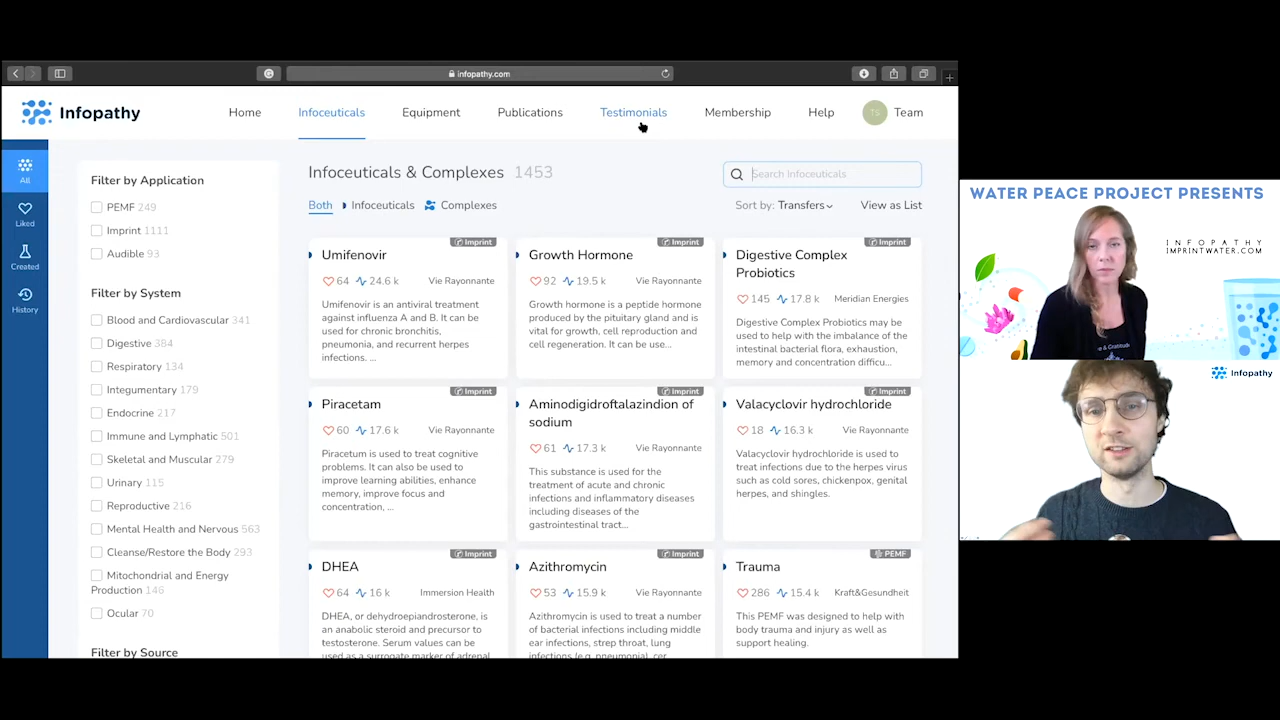 infopathy.com
Infopathy
Home
Infoceuticals
Equipment
Publications
Testimonials
Membership
Help
TS
Team
All
Liked
Created
History
Filter by Application
PEMF 249
Imprint 1111
Audible 93
Filter by System
Blood and Cardiovascular 341
Digestive 384
Respiratory 134
Integumentary 179
Endocrine 217
Immune and Lymphatic 501
Skeletal and Muscular 279
Urinary 115
Reproductive 216
Mental Health and Nervous 563
Cleanse/Restore the Body 293
Mitochondrial and Energy
Production 146
Ocular 70
Filter by Source
Infoceuticals & Complexes 1453
Search Infoceuticals
Both
Infoceuticals
Complexes
Sort by: Transfers
View as List
Imprint
Umifenovir
64 24.6 k Vie Rayonnante
Umifenovir is an antiviral treatment
against influenza A and B. It can be
used for chronic bronchitis,
pneumonia, and recurrent herpes
infections. ...
Imprint
Growth Hormone
92 19.5 k Vie Rayonnante
Growth hormone is a peptide hormone
produced by the pituitary gland and is
vital for growth, cell reproduction and
cell regeneration. It can be use...
Imprint
Digestive Complex
Probiotics
145 17.8 k Meridian Energies
Digestive Complex Probiotics may be
used to help with the imbalance of the
intestinal bacterial flora, exhaustion,
memory and concentration difficu...
Imprint
Piracetam
60 17.6 k Vie Rayonnante
Piracetam is used to treat cognitive
problems. It can also be used to
improve learning abilities, enhance
memory, improve focus and
concentration, ...
Imprint
Aminodigidroftalazindion of
sodium
61 17.3 k Vie Rayonnante
This substance is used for the
treatment of acute and chronic
infections and inflammatory diseases
including diseases of the
gastrointestinal tract...
Imprint
Valacyclovir hydrochloride
18 16.3 k Vie Rayonnante
Valacyclovir hydrochloride is used to
treat infections due to the herpes virus
such as cold sores, chickenpox, genital
herpes, and shingles.
DHEA
64 16 k Immersion Health
DHEA, or dehydroepiandrosterone, is
an anabolic steroid and precursor to
testosterone. Serum values can be
used as a surrogate marker of adrenal
Imprint
Azithromycin
53 15.9 k Vie Rayonnante
Azithromycin is used to treat a number
of bacterial infections including middle
ear infections, strep throat, lung
infections (e.g. pneumonia), cer
PEMF
Trauma
286 15.4 k Kraft&Gesundheit
This PEMF was designed to help with
body trauma and injury as well as
support healing.
WATER PEACE PROJECT PRESENTS
INFOPATHY
IMPRINTWATER.COM
& Gratitude
Infopathy